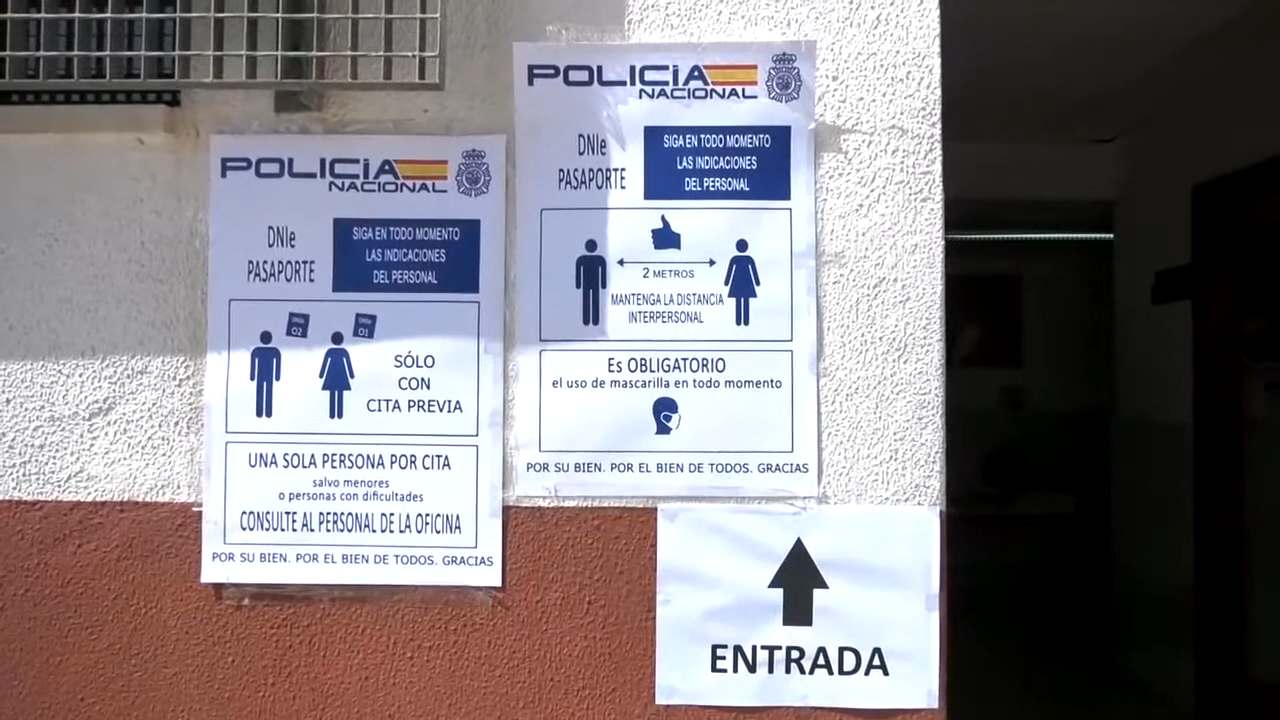 POLICIA
NACIONAL
DNIe
PASAPORTE
SIGA EN TODO MOMENTO
LAS INDICACIONES
DEL PERSONAL
DNIe
02
DNIe
01
SÓLO
CON
CITA PREVIA
UNA SOLA PERSONA POR CITA
salvo menores
o personas con dificultades
CONSULTE AL PERSONAL DE LA OFICINA
POR SU BIEN. POR EL BIEN DE TODOS. GRACIAS
POLICIA
NACIONAL
DNIe
PASAPORTE
SIGA EN TODO MOMENTO
LAS INDICACIONES
DEL PERSONAL
2 METROS
MANTENGA LA DISTANCIA
INTERPERSONAL
Es OBLIGATORIO
el uso de mascarilla en todo momento
POR SU BIEN. POR EL BIEN DE TODOS. GRACIAS
ENTRADA